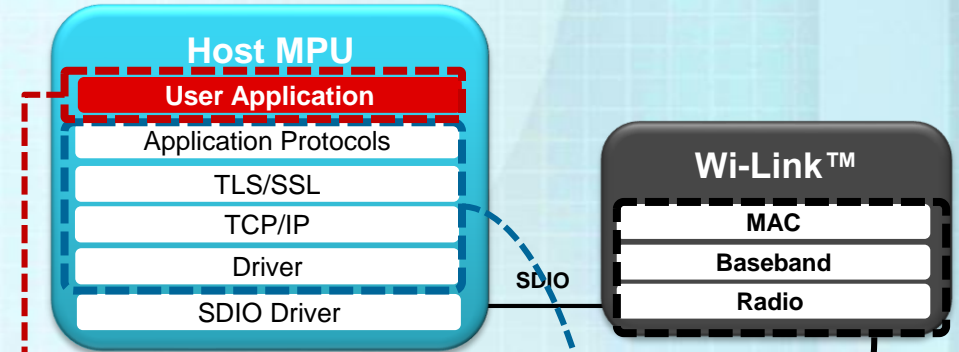 Host MPU
User Application
Application Protocols
TLS/SSL
TCP/IP
Driver
SDIO Driver
SDIO
Wi-Link™
MAC
Baseband
Radio